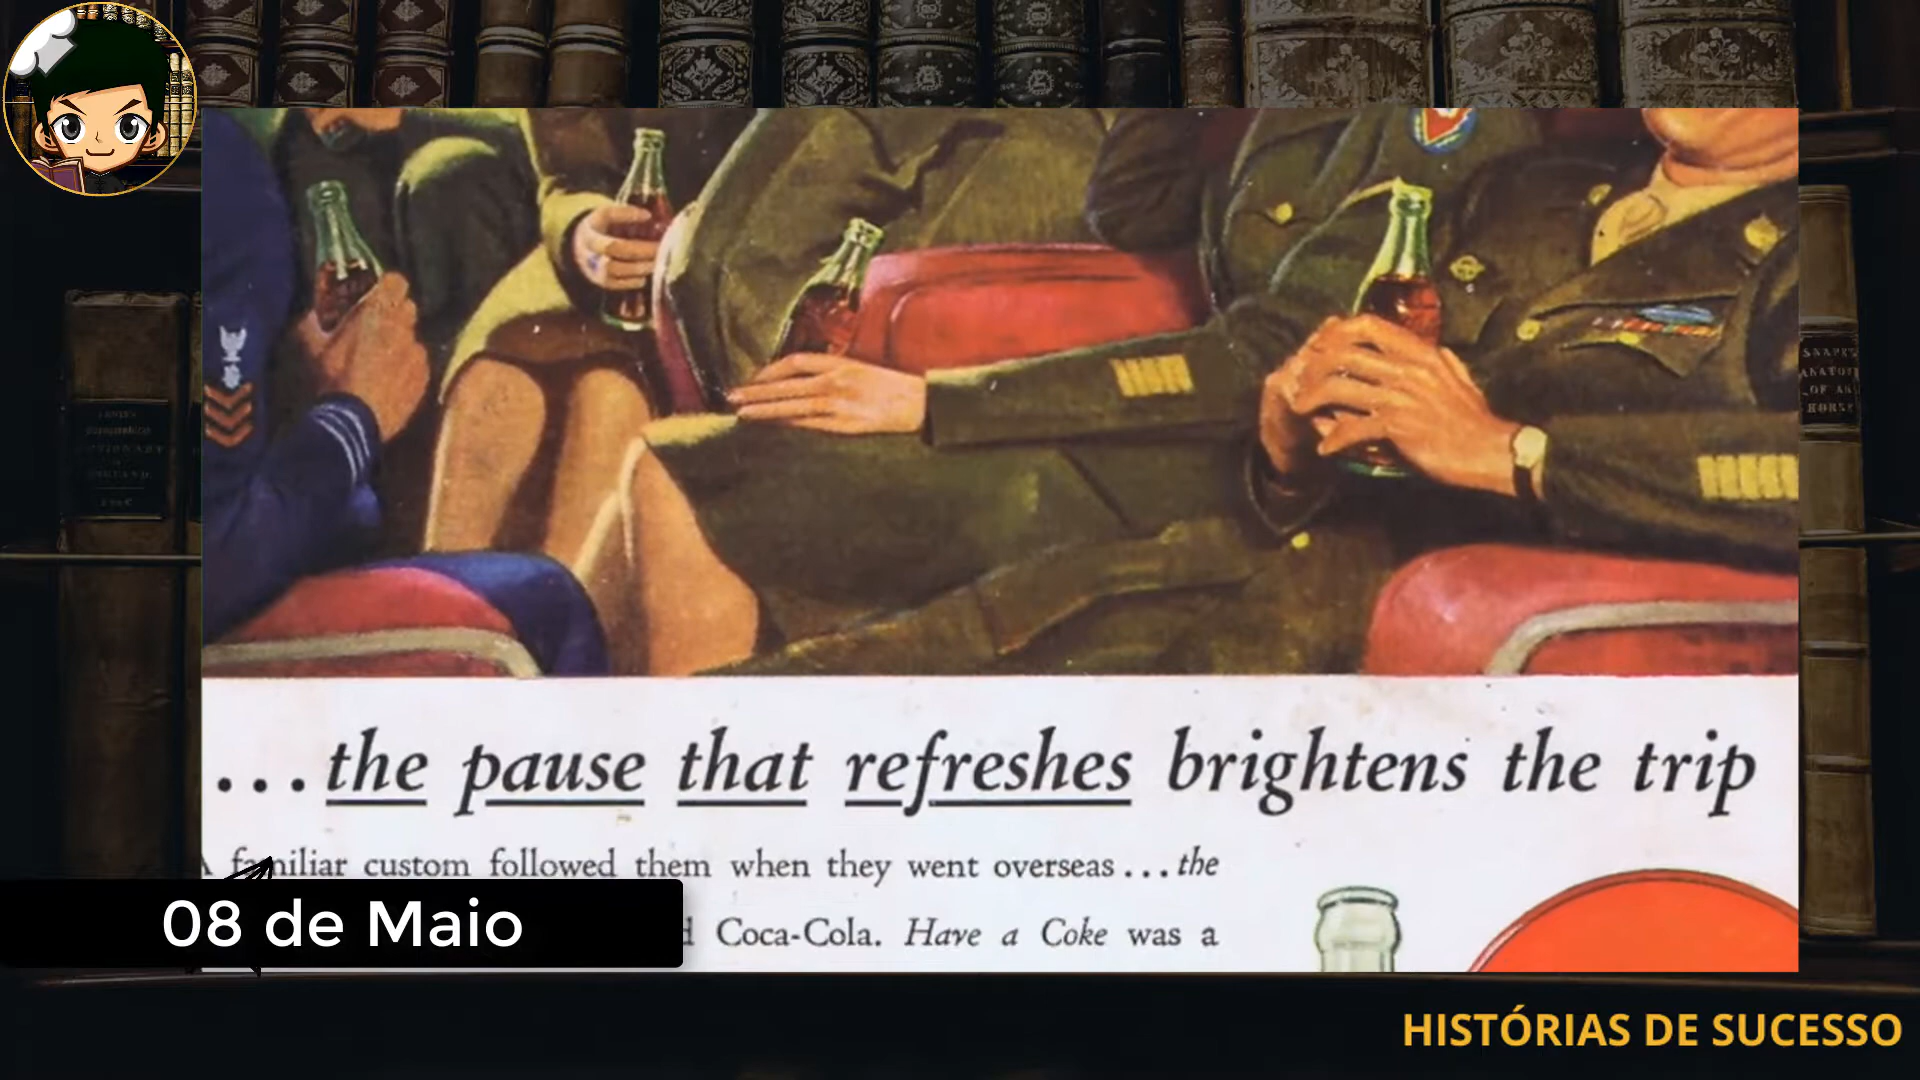 ...the pause that refreshes brightens the trip
familiar custom followed them when they went overseas...the
Coca-Cola. Have a Coke was a
08 de Maio
HISTÓRIAS DE SUCESSO